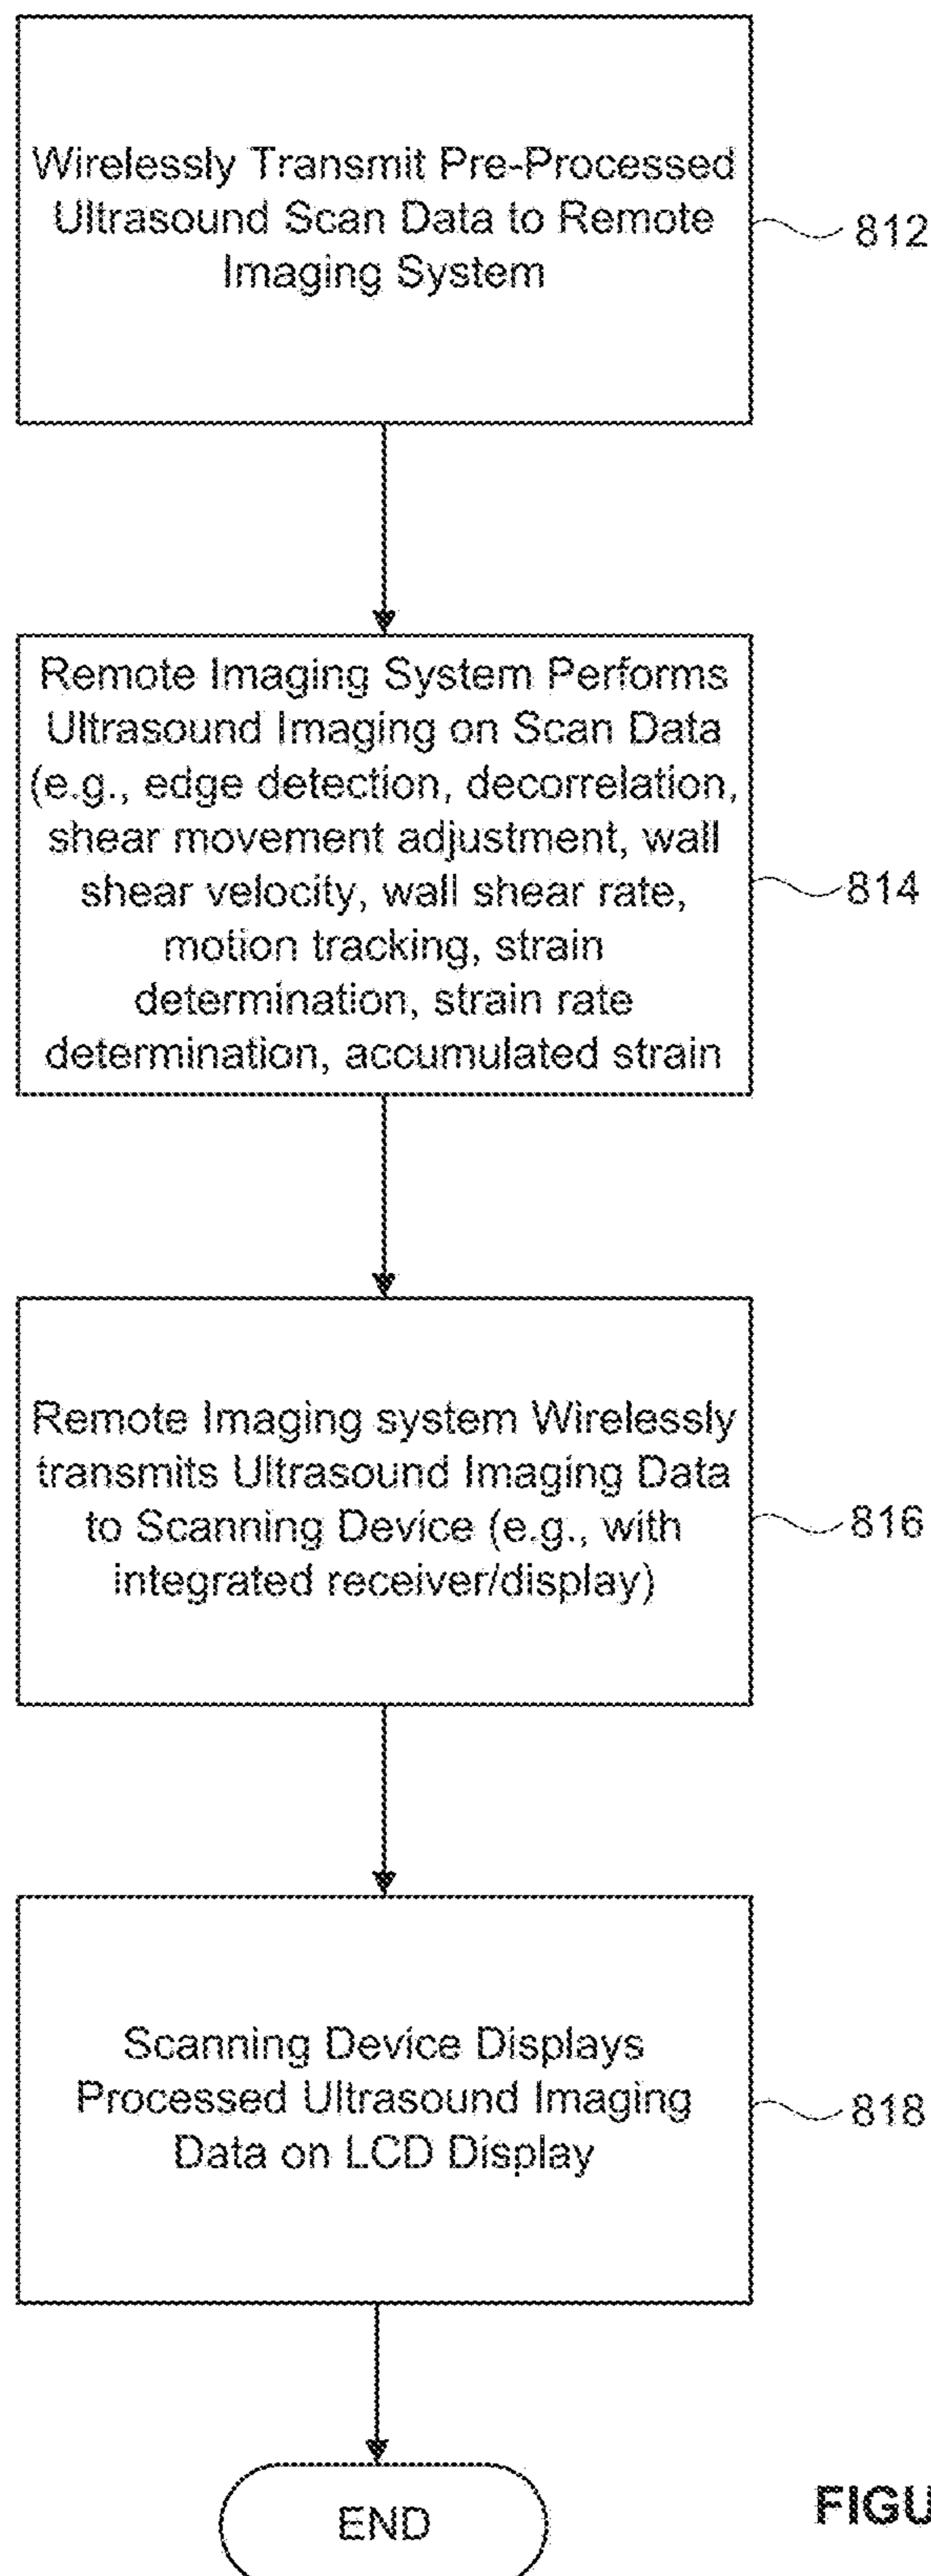 Wirelessly Transmit Pre-Processed
Ultrasound Scan Data to Remote
Imaging System
812
Remote Imaging System Performs
Ultrasound Imaging on Scan Data
(e.g., edge detection, decorrelation,
shear movement adjustment, wall
shear velocity, wall shear rate,
motion tracking, strain
determination, strain rate
determination, accumulated strain
814
Remote Imaging system Wirelessly
transmits Ultrasound Imaging Data
to Scanning Device (e.g., with
integrated receiver/display)
816
Scanning Device Displays
Processed Ultrasound Imaging
Data on LCD Display
818
END
FIGU